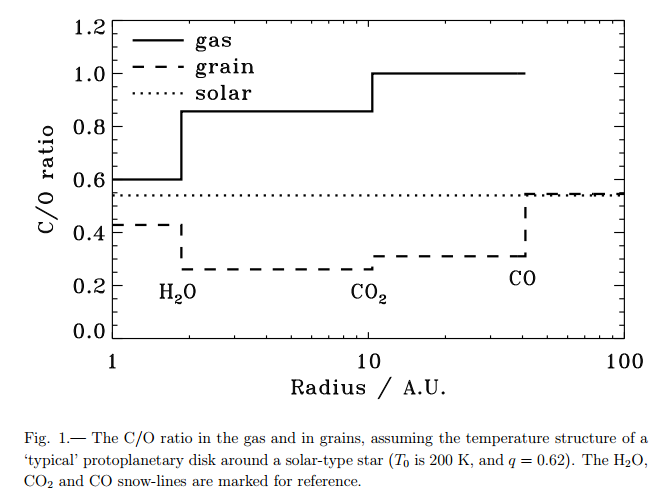 1.2
1.0
0.8
0.6
0.4
0.2
0.0
C/O ratio
gas
grain
solar
H₂O
CO₂
CO
1
10
100
Radius / A.U.
Fig. 1.— The C/O ratio in the gas and in grains, assuming the temperature structure of a
‘typical’ protoplanetary disk around a solar-type star (T₀ is 200 K, and q = 0.62). The H₂O,
CO₂ and CO snow-lines are marked for reference.